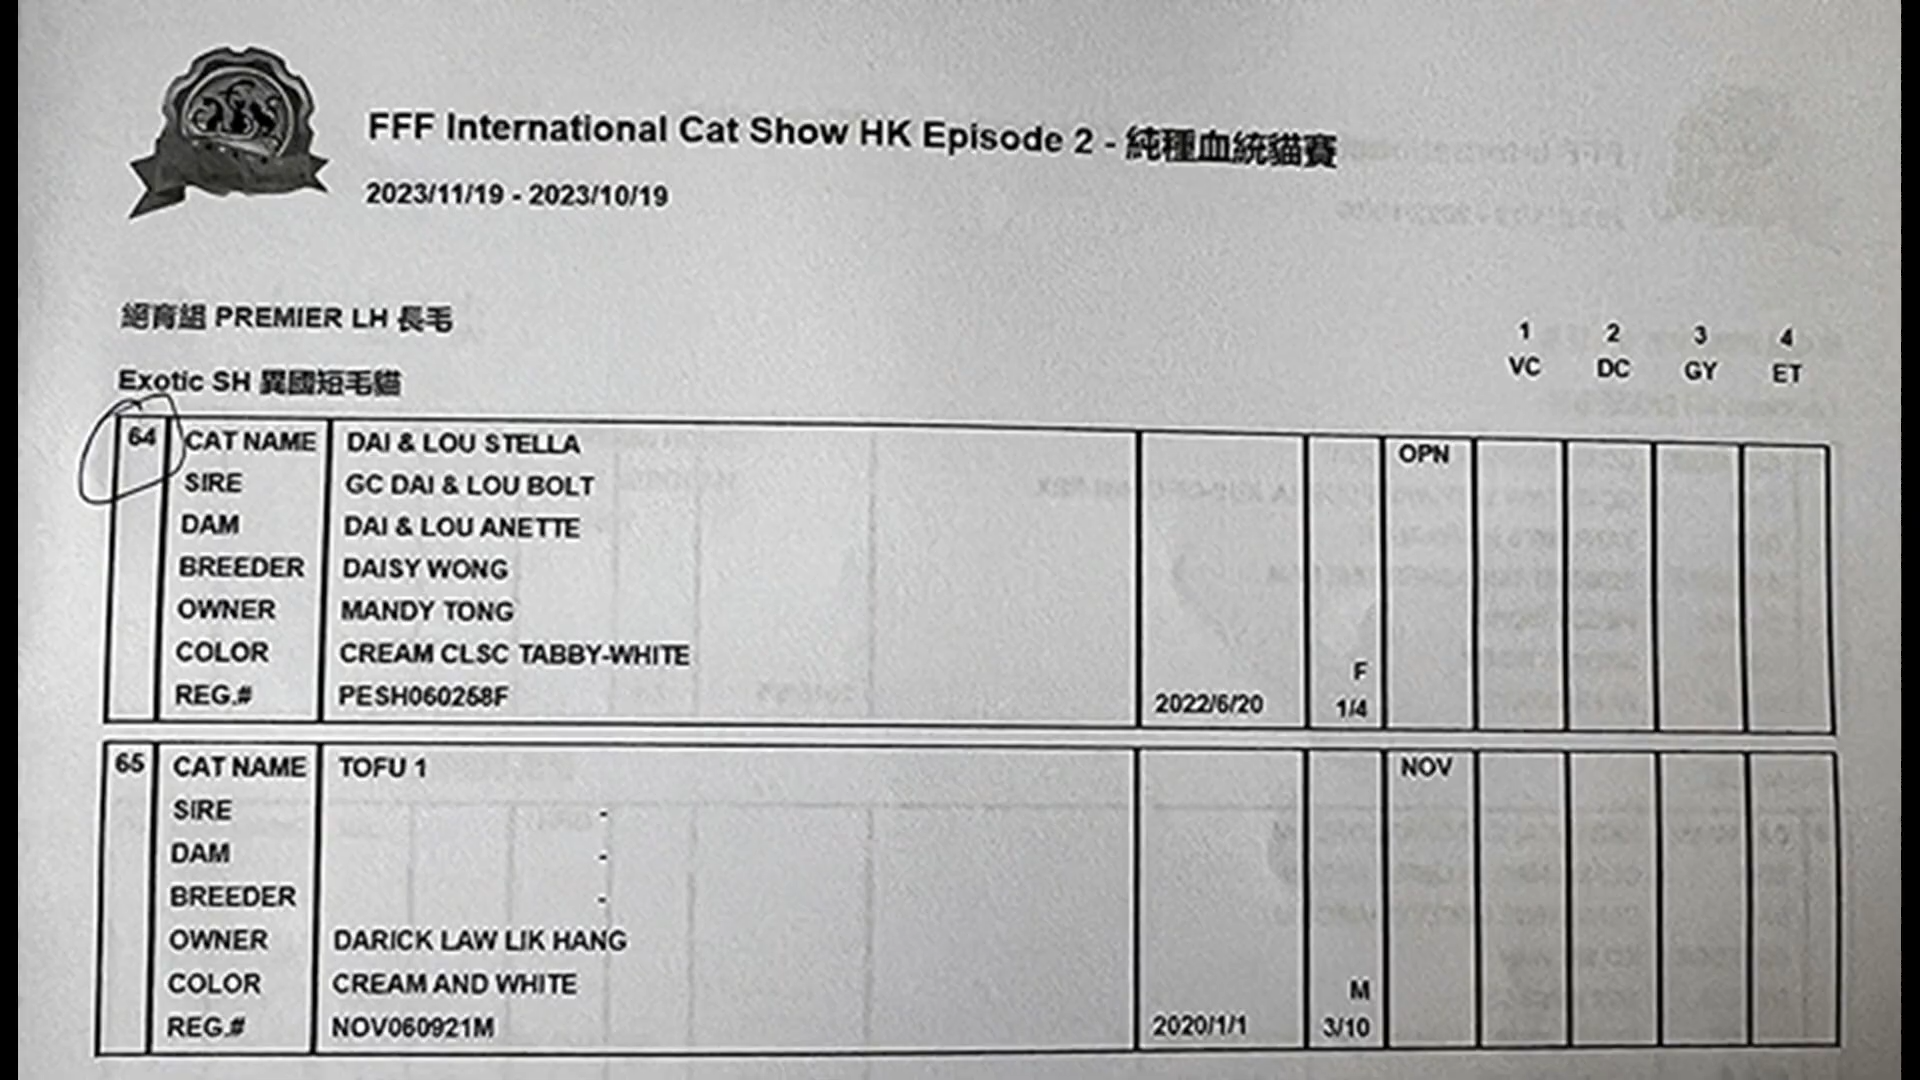 FFF International Cat Show HK Episode 2 - 純種血統貓賽
2023/11/19 - 2023/10/19
絕育組 PREMIER LH 長毛
1 2 3 4
VC DC GY ET
Exotic SH 異國短毛貓
64 CAT NAME DAI & LOU STELLA OPN
SIRE GC DAI & LOU BOLT
DAM DAI & LOU ANETTE
BREEDER DAISY WONG
OWNER MANDY TONG
COLOR CREAM CLSC TABBY-WHITE F
REG.# PESH060258F 2022/6/20 1/4
65 CAT NAME TOFU 1 NOV
SIRE -
DAM -
BREEDER -
OWNER DARICK LAW LIK HANG
COLOR CREAM AND WHITE M
REG.# NOV060921M 2020/1/1 3/10